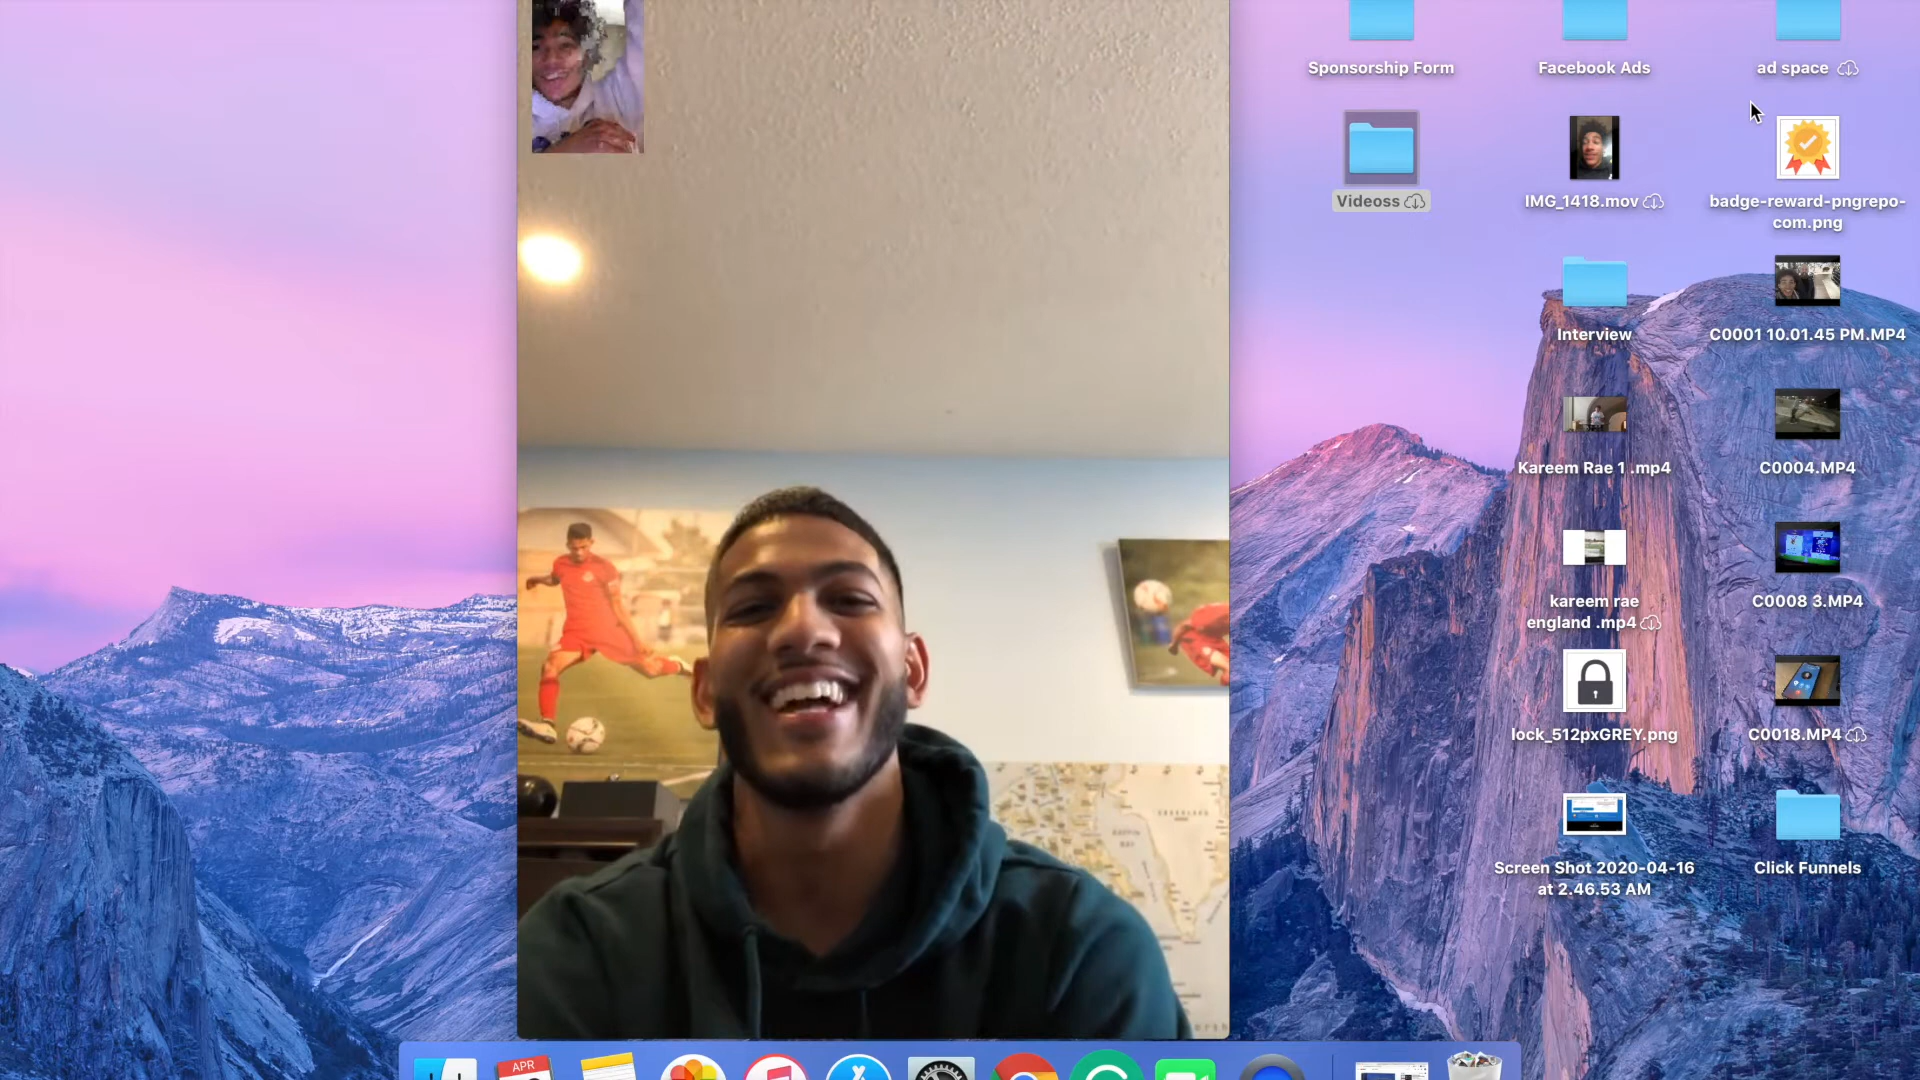 Sponsorship Form
Facebook Ads
ad space
Videoss
IMG_1418.mov
badge-reward-pngrepo-
com.png
Interview
C0001 10.01.45 PM.MP4
Kareem Rae 1 .mp4
C0004.MP4
kareem rae
england .mp4
C0008 3.MP4
lock_512pxGREY.png
C0018.MP4
Screen Shot 2020-04-16
at 2.46.53 AM
Click Funnels
APR